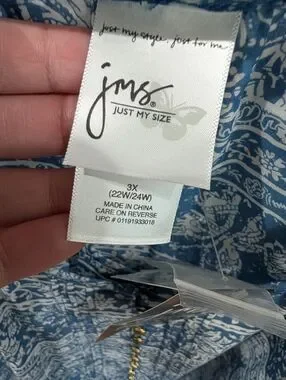 just my style. just for me
jms®
JUST MY SIZE
3X
(22W/24W)
MADE IN CHINA
CARE ON REVERSE
UPC # 01191933018